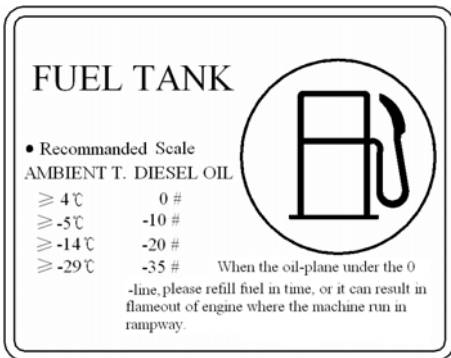 FUEL TANK
● Recommanded Scale
AMBIENT T. DIESEL OIL
≥ 4℃ 0 #
≥ -5℃ -10 #
≥ -14℃ -20 #
≥ -29℃ -35 #
When the oil-plane under the 0
-line, please refill fuel in time, or it can result in
flameout of engine where the machine run in
rampway.